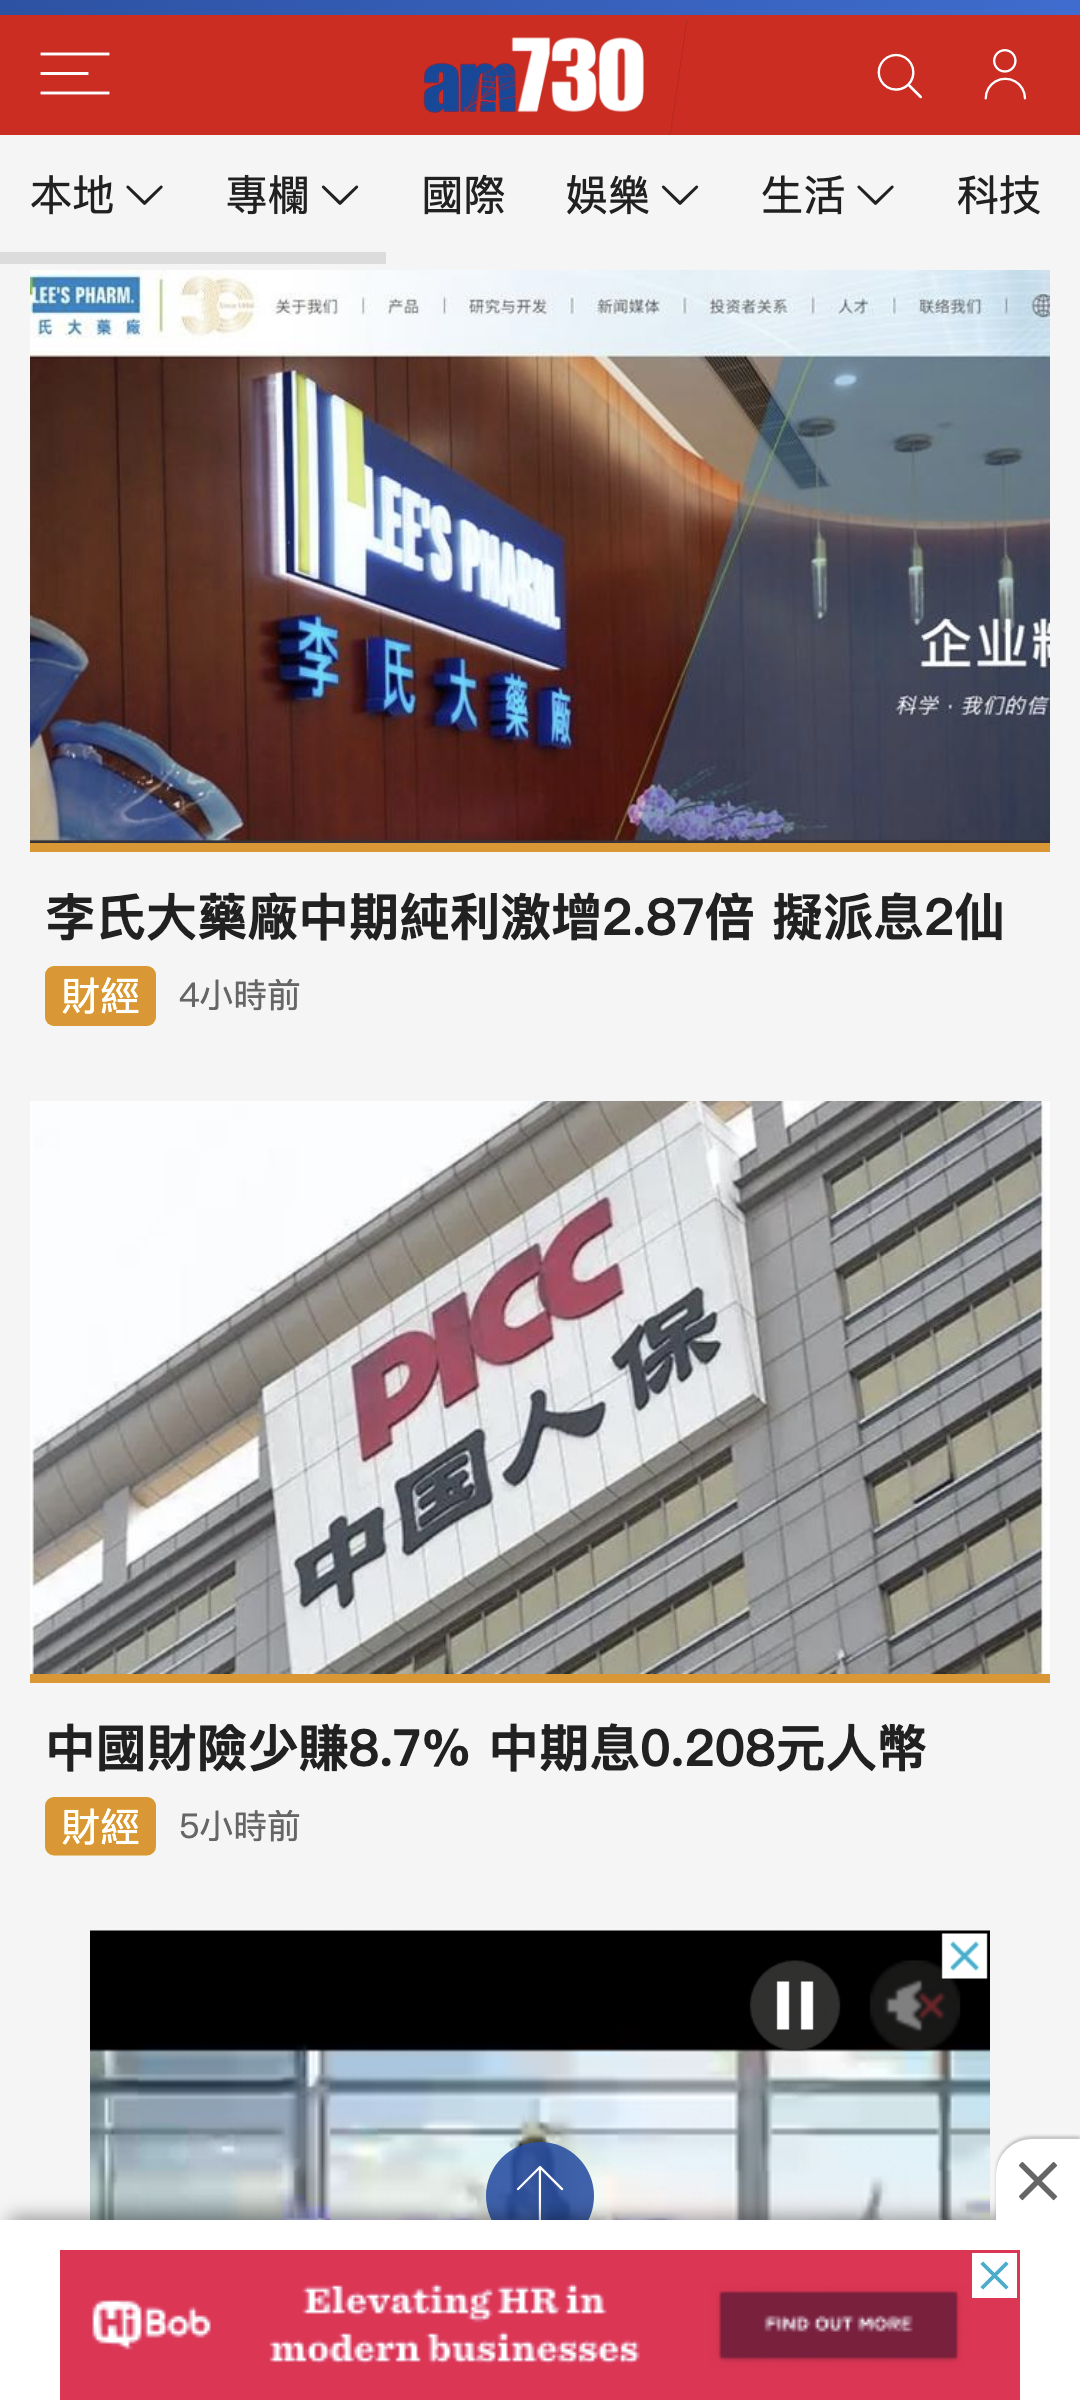 am730
本地
專欄
國際
娛樂
生活
科技
LEE'S PHARM.
氏大藥廠
30
Since 1994
关于我们 | 产品 | 研究与开发 | 新闻媒体 | 投资者关系 | 人才 | 联络我们 |
LEE'S PHARM.
李氏大藥廠
企业
科学 · 我们的信
李氏大藥廠中期純利激增2.87倍 擬派息2仙
財經 4小時前
PICC
中国人保
中國財險少賺8.7% 中期息0.208元人幣
財經 5小時前
HiBob
Elevating HR in
modern businesses
FIND OUT MORE